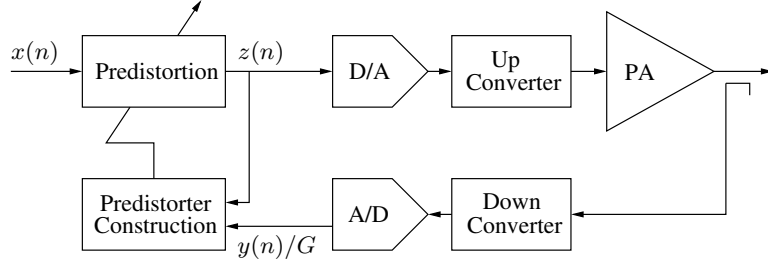 x(n)
Predistortion
z(n)
D/A
Up
Converter
PA
Predistorter
Construction
y(n)/G
A/D
Down
Converter